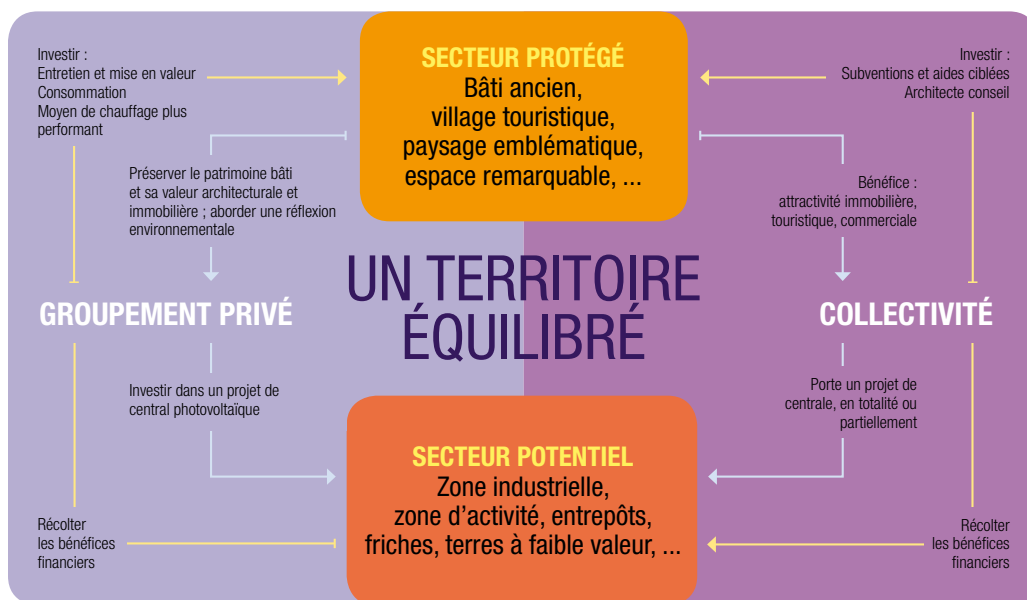 Investir :
Entretien et mise en valeur
Consommation
Moyen de chauffage plus
performant
SECTEUR PROTÉGÉ
Bâti ancien,
village touristique,
paysage emblématique,
espace remarquable, ...
Investir :
Subventions et aides ciblées
Architecte conseil
Préserver le patrimoine bâti
et sa valeur architecturale et
immobilière ; aborder une réflexion
environnementale
Bénéfice :
attractivité immobilière,
touristique, commerciale
UN TERRITOIRE
ÉQUILIBRÉ
GROUPEMENT PRIVÉ
COLLECTIVITÉ
Investir dans un projet de
central photovoltaïque
Porte un projet de
centrale, en totalité ou
partiellement
SECTEUR POTENTIEL
Zone industrielle,
zone d'activité, entrepôts,
friches, terres à faible valeur, ...
Récolter
les bénéfices
financiers
Récolter
les bénéfices
financiers